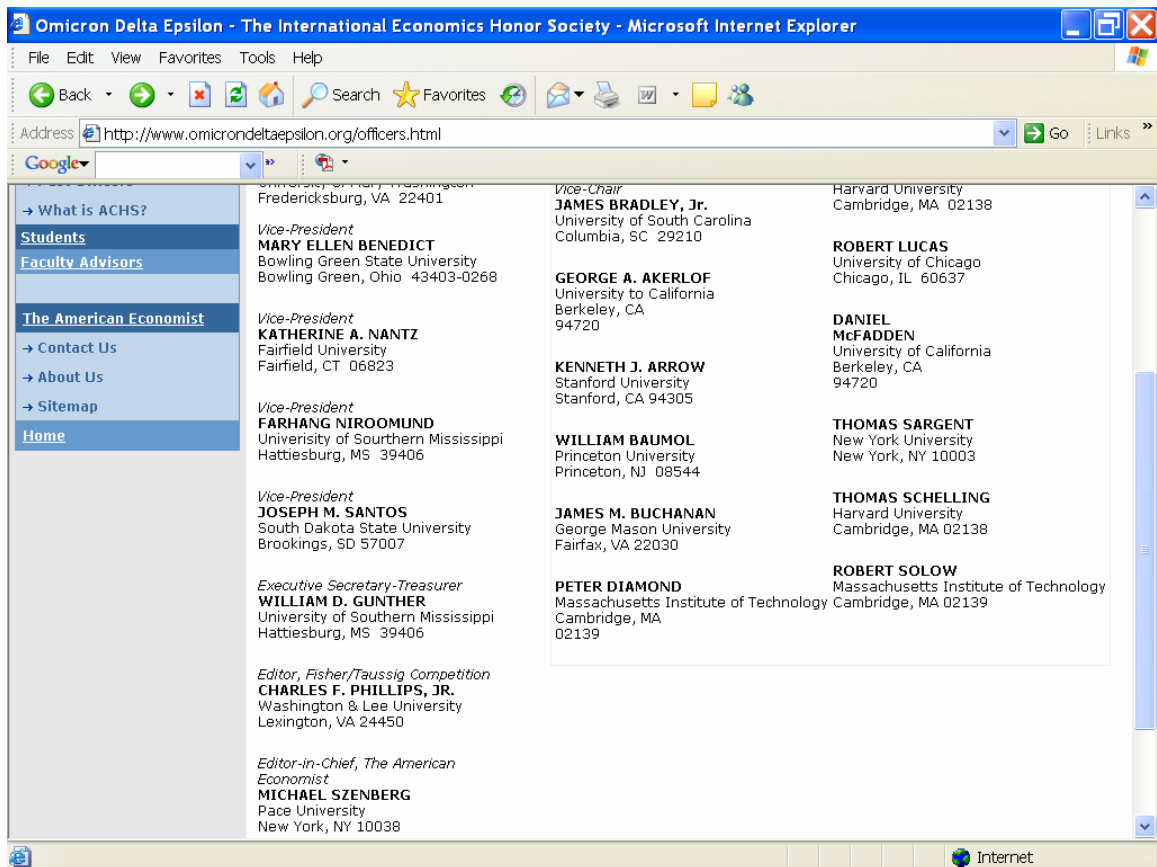 Omicron Delta Epsilon - The International Economics Honor Society - Microsoft Internet Explorer
File Edit View Favorites Tools Help
Back Search Favorites
Address http://www.omicrondeltaepsilon.org/officers.html Go Links »
Google
→ What is ACHS?
Students
Faculty Advisors
The American Economist
→ Contact Us
→ About Us
→ Sitemap
Home
University of Mary Washington
Fredericksburg, VA 22401
Vice-President
MARY ELLEN BENEDICT
Bowling Green State University
Bowling Green, Ohio 43403-0268
Vice-President
KATHERINE A. NANTZ
Fairfield University
Fairfield, CT 06823
Vice-President
FARHANG NIROOMUND
Univerisity of Sourthern Mississippi
Hattiesburg, MS 39406
Vice-President
JOSEPH M. SANTOS
South Dakota State University
Brookings, SD 57007
Executive Secretary-Treasurer
WILLIAM D. GUNTHER
University of Southern Mississippi
Hattiesburg, MS 39406
Editor, Fisher/Taussig Competition
CHARLES F. PHILLIPS, JR.
Washington & Lee University
Lexington, VA 24450
Editor-in-Chief, The American
Economist
MICHAEL SZENBERG
Pace University
New York, NY 10038
Vice-Chair
JAMES BRADLEY, Jr.
University of South Carolina
Columbia, SC 29210
GEORGE A. AKERLOF
University to California
Berkeley, CA
94720
KENNETH J. ARROW
Stanford University
Stanford, CA 94305
WILLIAM BAUMOL
Princeton University
Princeton, NJ 08544
JAMES M. BUCHANAN
George Mason University
Fairfax, VA 22030
PETER DIAMOND
Massachusetts Institute of Technology
Cambridge, MA
02139
Harvard University
Cambridge, MA 02138
ROBERT LUCAS
University of Chicago
Chicago, IL 60637
DANIEL
McFADDEN
University of California
Berkeley, CA
94720
THOMAS SARGENT
New York University
New York, NY 10003
THOMAS SCHELLING
Harvard University
Cambridge, MA 02138
ROBERT SOLOW
Massachusetts Institute of Technology
Cambridge, MA 02139
Internet